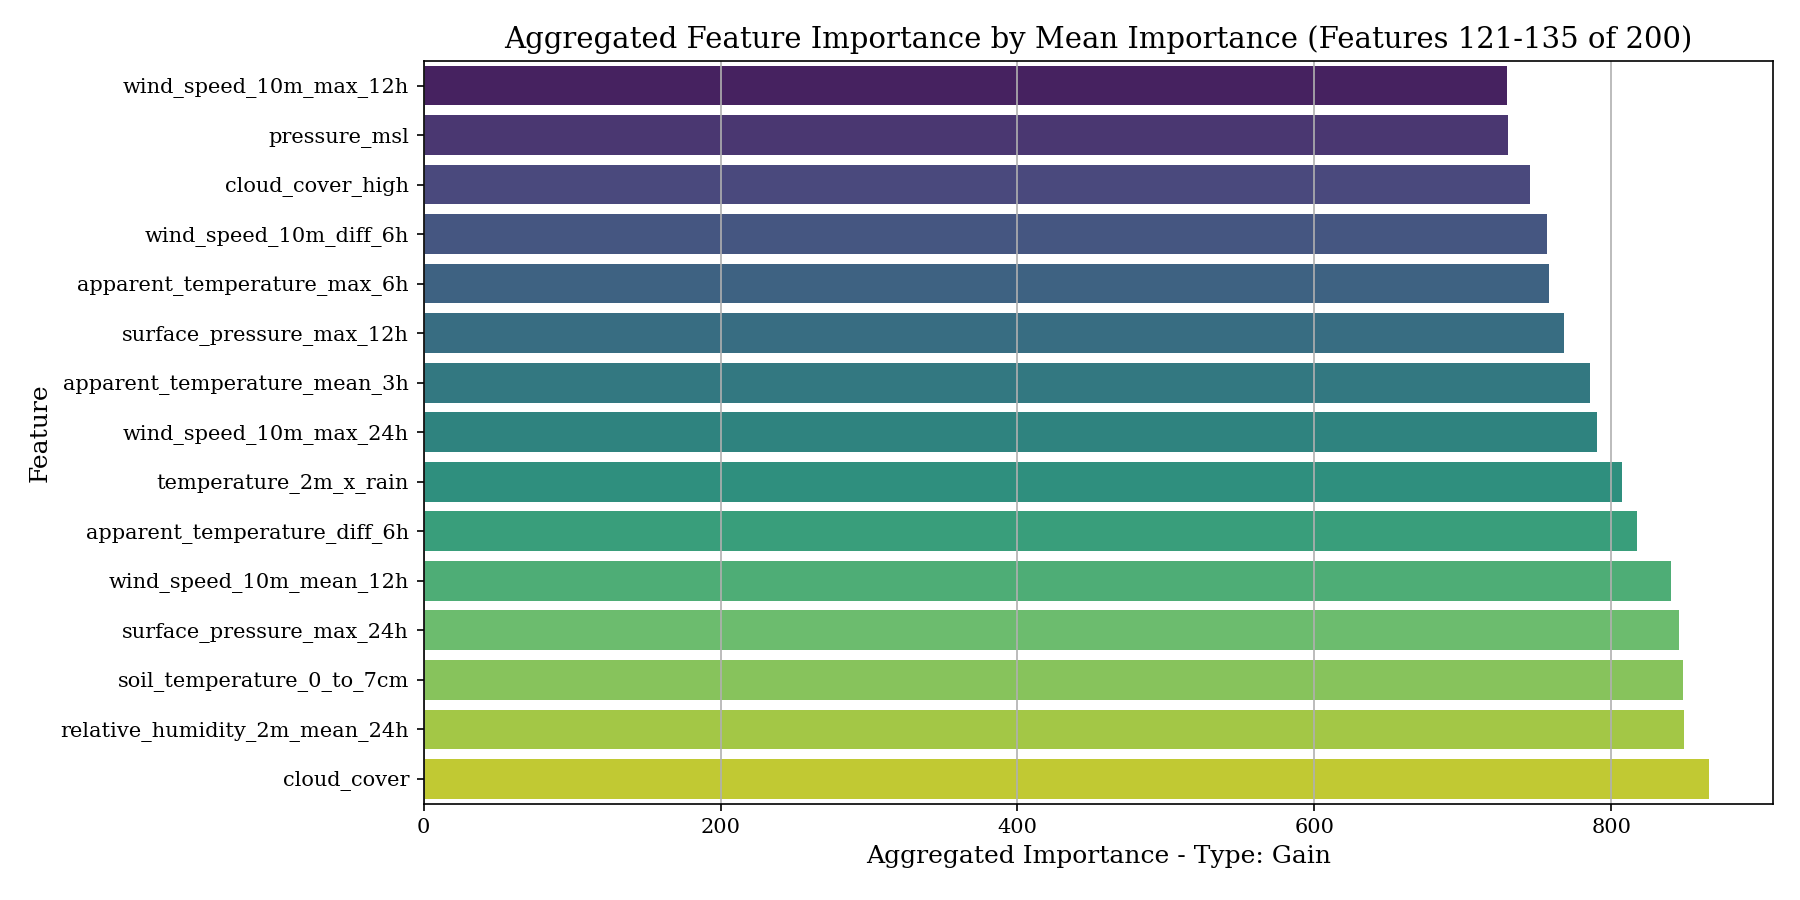 Aggregated Feature Importance by Mean Importance (Features 121-135 of 200)
wind_speed_10m_max_12h
pressure_msl
cloud_cover_high
wind_speed_10m_diff_6h
apparent_temperature_max_6h
surface_pressure_max_12h
apparent_temperature_mean_3h
wind_speed_10m_max_24h
temperature_2m_x_rain
apparent_temperature_diff_6h
wind_speed_10m_mean_12h
surface_pressure_max_24h
soil_temperature_0_to_7cm
relative_humidity_2m_mean_24h
cloud_cover
Feature
0 200 400 600 800
Aggregated Importance - Type: Gain